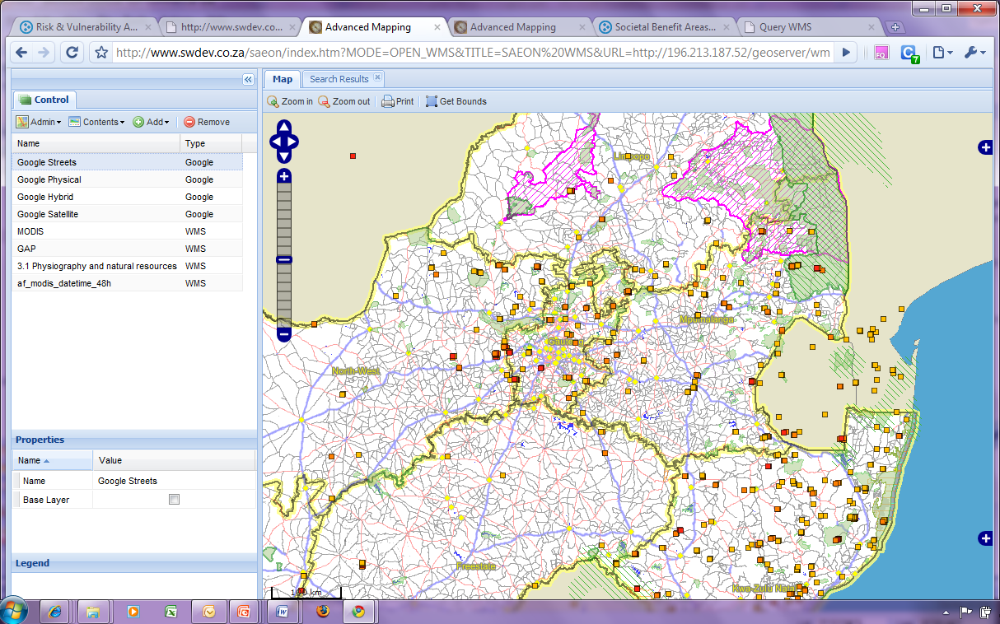 Risk & Vulnerability A...
http://www.swdev.co...
Advanced Mapping
Advanced Mapping
Societal Benefit Areas...
Query WMS
http://www.swdev.co.za/saeon/index.htm?MODE=OPEN_WMS&TITLE=SAEON%20WMS&URL=http://196.213.187.52/geoserver/wm
FQ
C 7
Control
Map
Search Results
Admin
Contents
Add
Remove
Zoom in
Zoom out
Print
Get Bounds
Name Type
Google Streets Google
Google Physical Google
Google Hybrid Google
Google Satellite Google
MODIS WMS
GAP WMS
3.1 Physiography and natural resources WMS
af_modis_datetime_48h WMS
Limpopo
Mpumalanga
Gauteng
North-West
Freestate
Kwa-Zulu Natal
100 km
Properties
Name Value
Name Google Streets
Base Layer
Legend